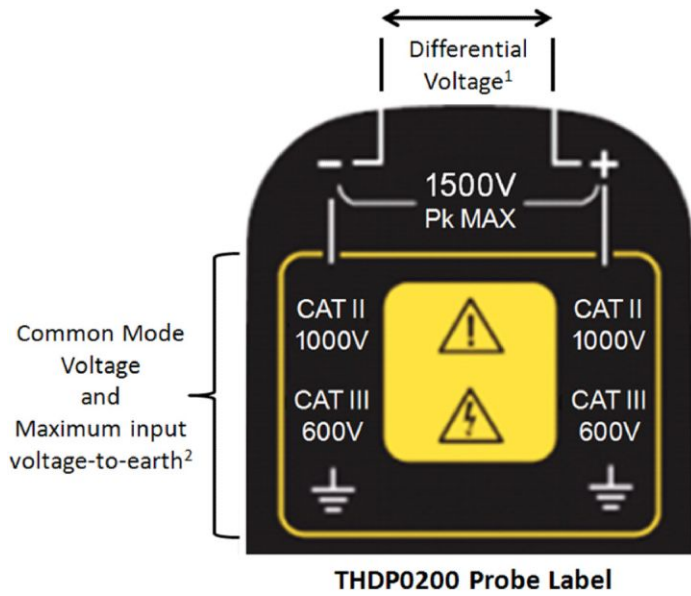 Differential
Voltage¹
- +
1500V
Pk MAX
CAT II
1000V
CAT III
600V
CAT II
1000V
CAT III
600V
Common Mode
Voltage
and
Maximum input
voltage-to-earth²
THDP0200 Probe Label